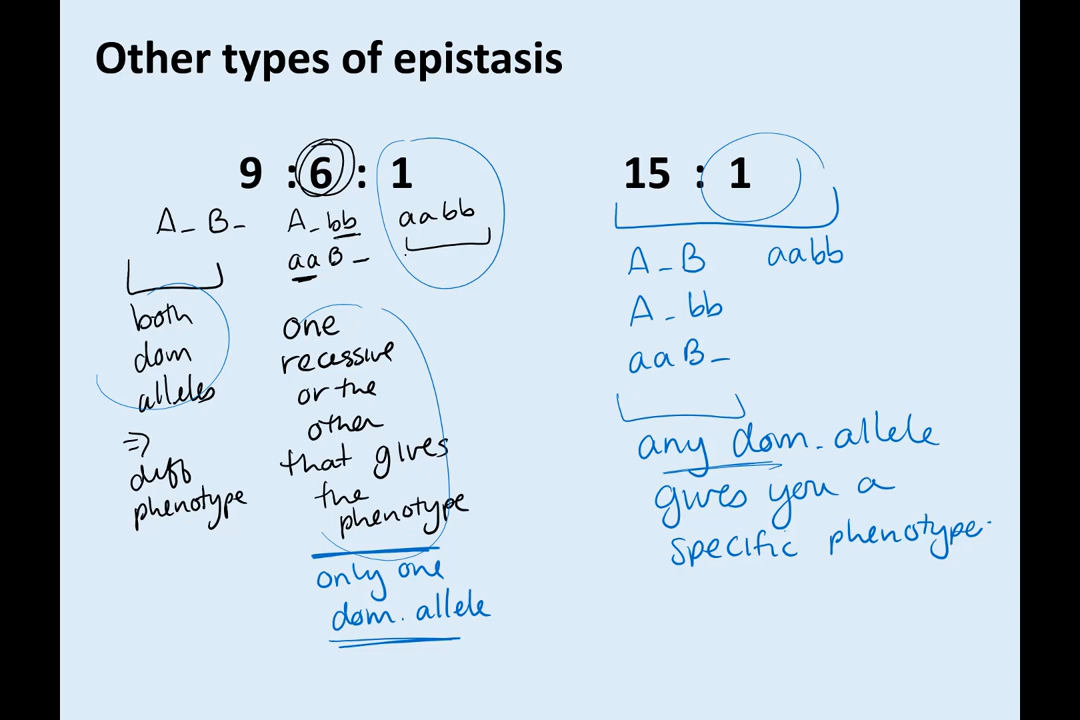 Other types of epistasis
9 : 6 : 1
A_ B_
A_bb
aaB_
aabb
both
dom
alleles
=> 
diff
phenotype
one
recessive
or the
other
that gives
the
phenotype
only one
dom. allele
15 : 1
A_B
A_bb
aaB_
aabb
any dom. allele
gives you a
specific phenotype.